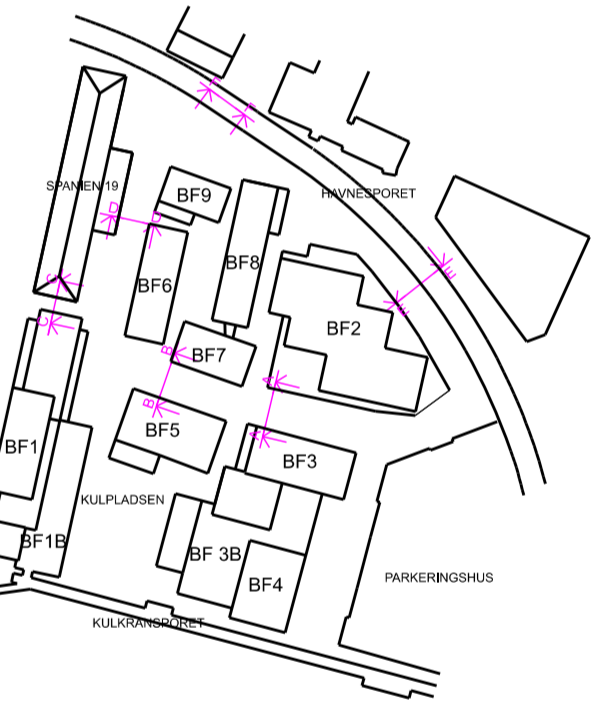 F
F
SPANIEN 19
BF9
HAVNESPORET
D
D
BF8
E
E
BF6
C
C
BF2
BF7
B
B
A
A
BF5
BF1
BF3
KULPLADSEN
BF1B
BF 3B
BF4
PARKERINGSHUS
KULKRANSPORET